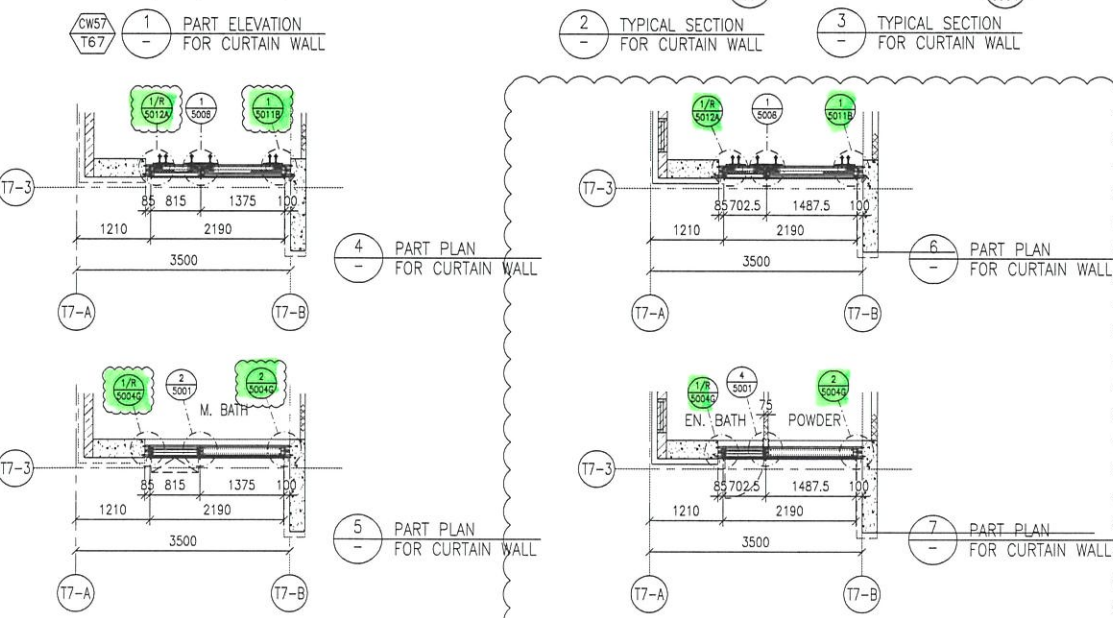 CW57
T67
1
-
PART ELEVATION
FOR CURTAIN WALL
2
-
TYPICAL SECTION
FOR CURTAIN WALL
3
-
TYPICAL SECTION
FOR CURTAIN WALL
1/R
5012A
1
5008
1
5011B
T7-3
85 815 1375 100
1210 2190
3500
T7-A
T7-B
4
-
PART PLAN
FOR CURTAIN WALL
1/R
5012A
1
5008
1
5011B
T7-3
85 702.5 1487.5 100
1210 2190
3500
T7-A
T7-B
6
-
PART PLAN
FOR CURTAIN WALL
1/R
5004G
2
5001
2
5004G
M. BATH
T7-3
85 815 1375 100
1210 2190
3500
T7-A
T7-B
5
-
PART PLAN
FOR CURTAIN WALL
1/R
5004G
4
5001
2
5004G
75
EN. BATH POWDER
T7-3
85 702.5 1487.5 100
1210 2190
3500
T7-A
T7-B
7
-
PART PLAN
FOR CURTAIN WALL